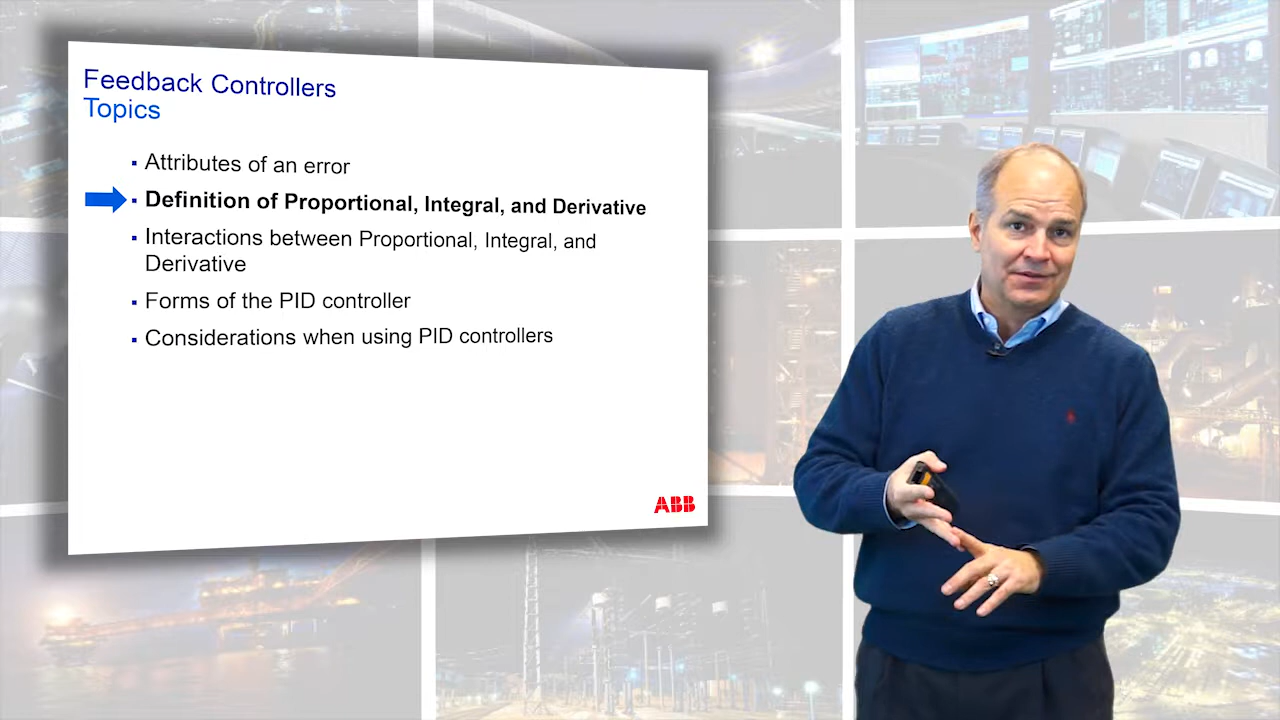 Feedback Controllers
Topics
Attributes of an error
Definition of Proportional, Integral, and Derivative
Interactions between Proportional, Integral, and
Derivative
Forms of the PID controller
Considerations when using PID controllers
ABB